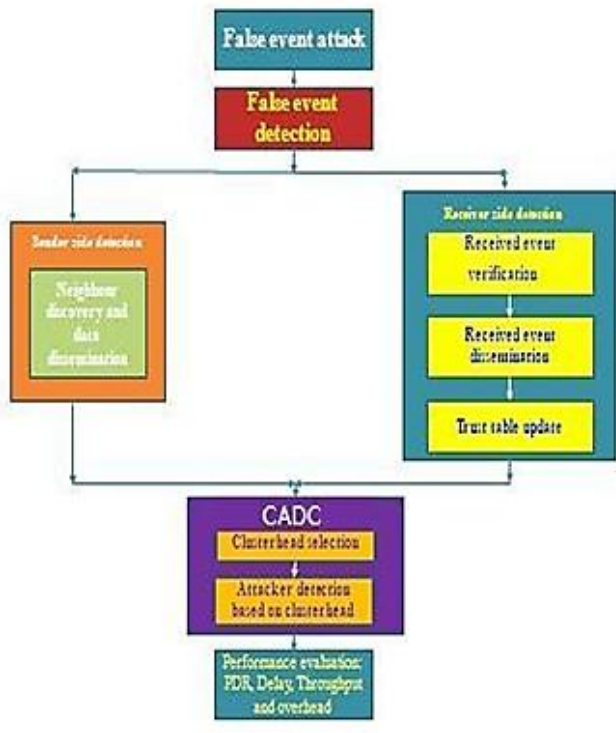 False event attack
False event
detection
Sender side detection
Neighbour
discovery and
data
dissemination
Receiver side detection
Received event
verification
Received event
dissemination
Trust table update
CADC
Clusterhead selection
Attacker detection
based on clusterhead
Performance evaluation:
PDR, Delay, Throughput
and overhead